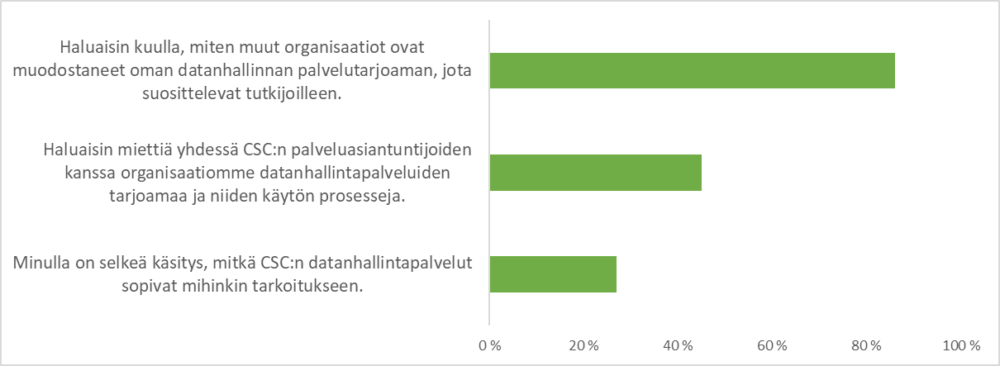 Haluaisin kuulla, miten muut organisaatiot ovat
muodostaneet oman datanhallinnan palvelutarjoaman, jota
suosittelevat tutkijoilleen.
Haluaisin miettiä yhdessä CSC:n palveluasiantuntijoiden
kanssa organisaatiomme datanhallintapalveluiden
tarjoamaa ja niiden käytön prosesseja.
Minulla on selkeä käsitys, mitkä CSC:n datanhallintapalvelut
sopivat mihinkin tarkoitukseen.
0 % 20 % 40 % 60 % 80 % 100 %